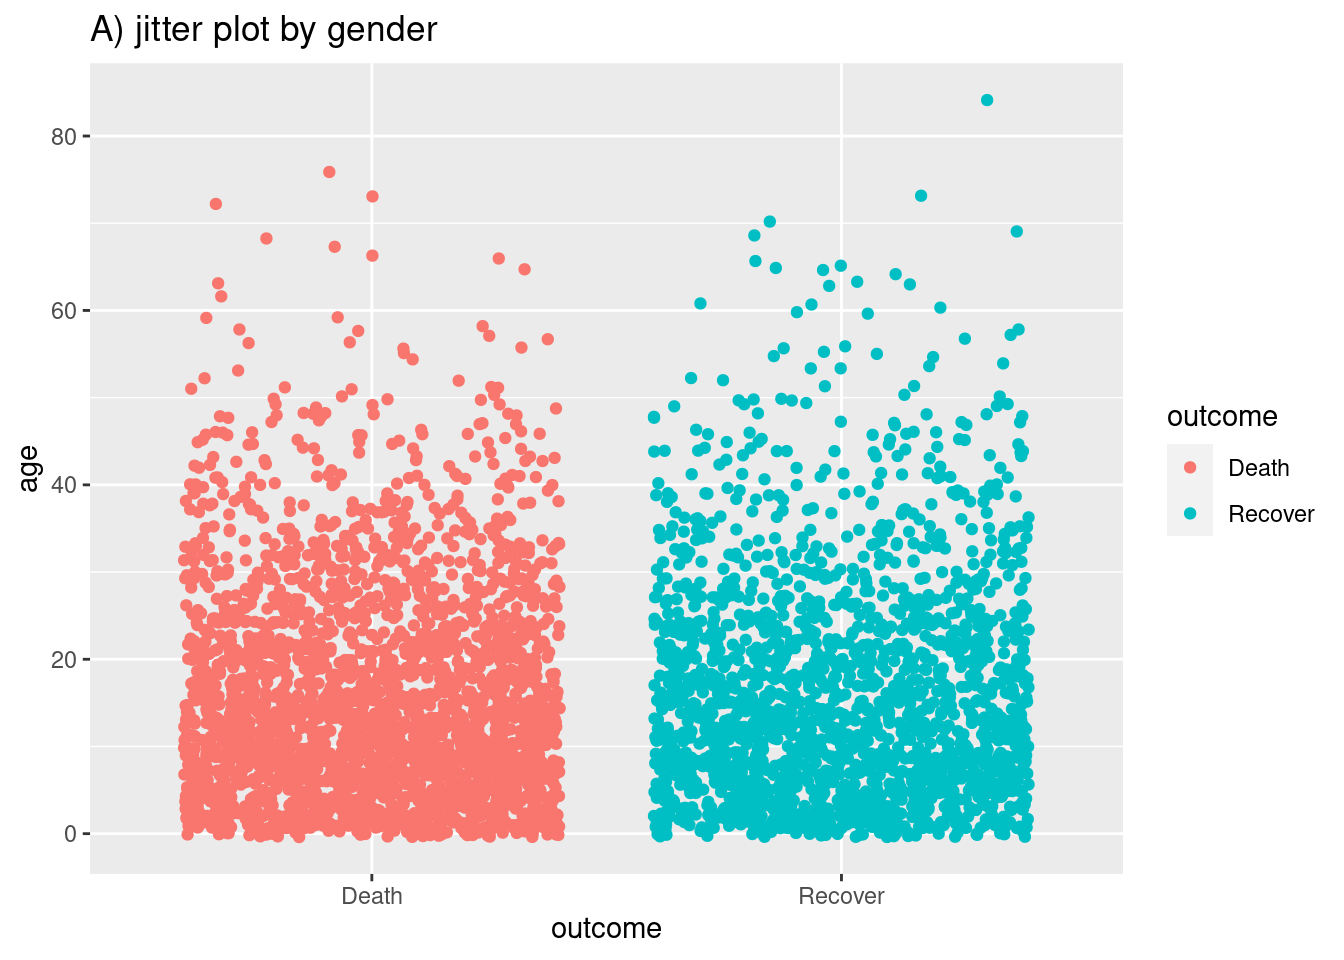 A) jitter plot by gender
80
60
40
20
0
age
Death
Recover
outcome
outcome
Death
Recover